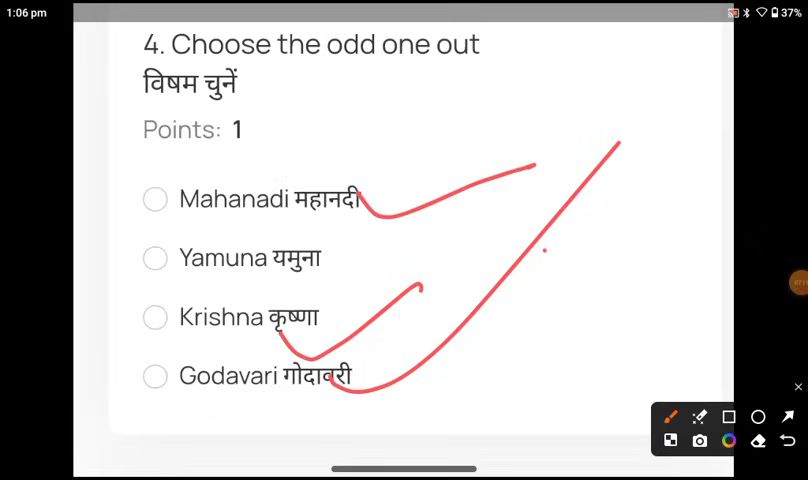 1:06 pm
37%
4. Choose the odd one out
विषम चुनें
Points: 1
Mahanadi महानदी
Yamuna यमुना
Krishna कृष्णा
Godavari गोदावरी